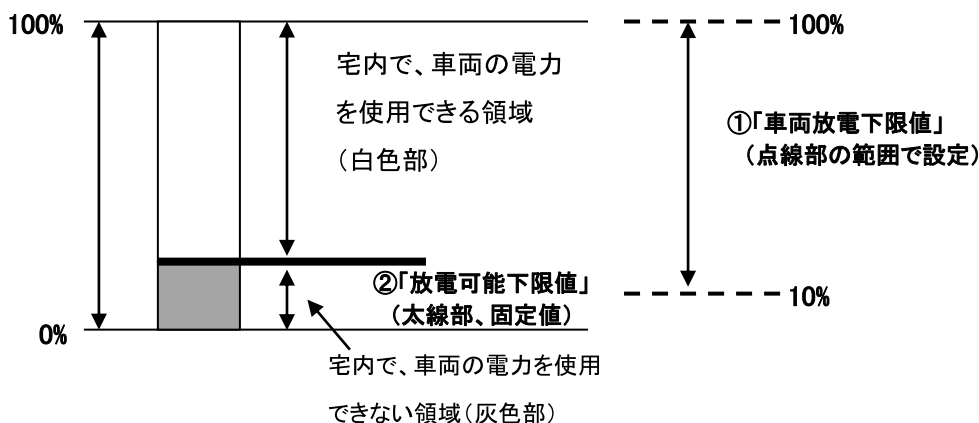 100%
宅内で、車両の電力
を使用できる領域
(白色部)
②「放電可能下限値」
(太線部、固定値)
0%
宅内で、車両の電力を使用
できない領域(灰色部)
100%
①「車両放電下限値」
(点線部の範囲で設定)
10%